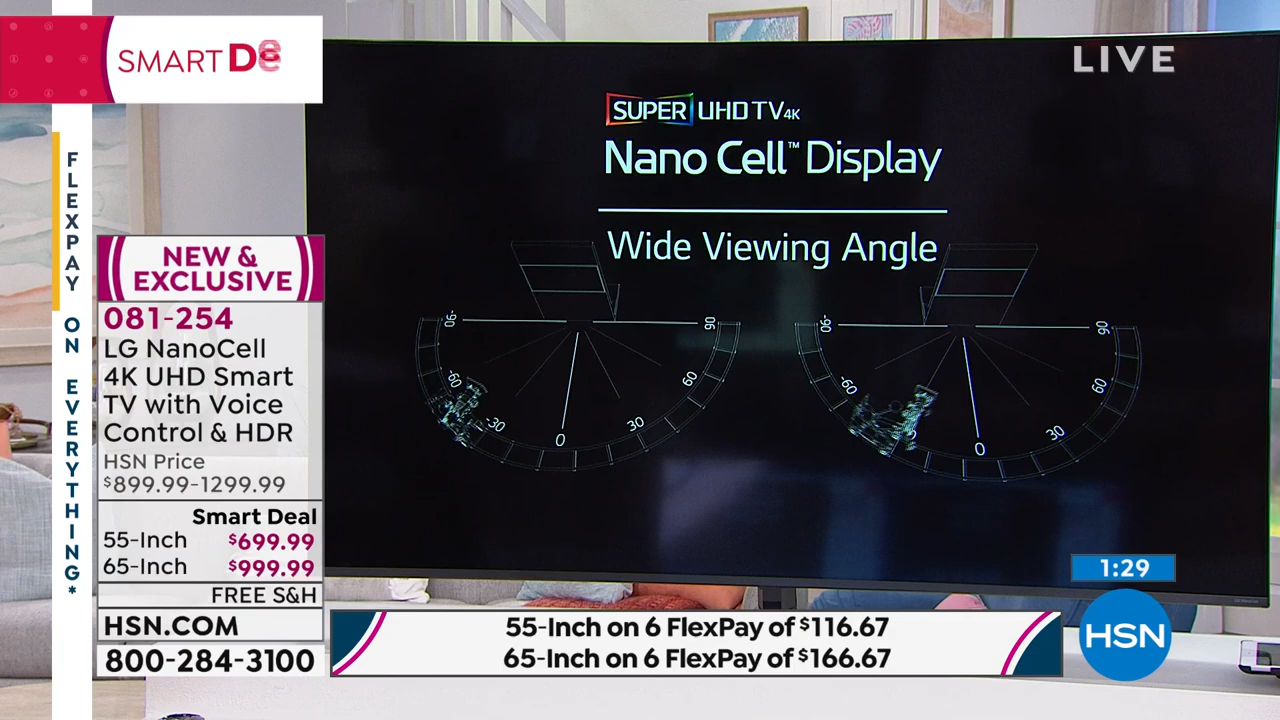 SMART De
LIVE
FLEXPAY ON EVERYTHING*
NEW &
EXCLUSIVE
081-254
LG NanoCell
4K UHD Smart
TV with Voice
Control & HDR
HSN Price
$899.99-1299.99
Smart Deal
55-Inch $699.99
65-Inch $999.99
FREE S&H
HSN.COM
800-284-3100
SUPER UHD TV 4K
Nano Cell™ Display
Wide Viewing Angle
-90 -60 -30 0 30 60 90
-90 -60 0 30 60 90
1:29
HSN
55-Inch on 6 FlexPay of $116.67
65-Inch on 6 FlexPay of $166.67